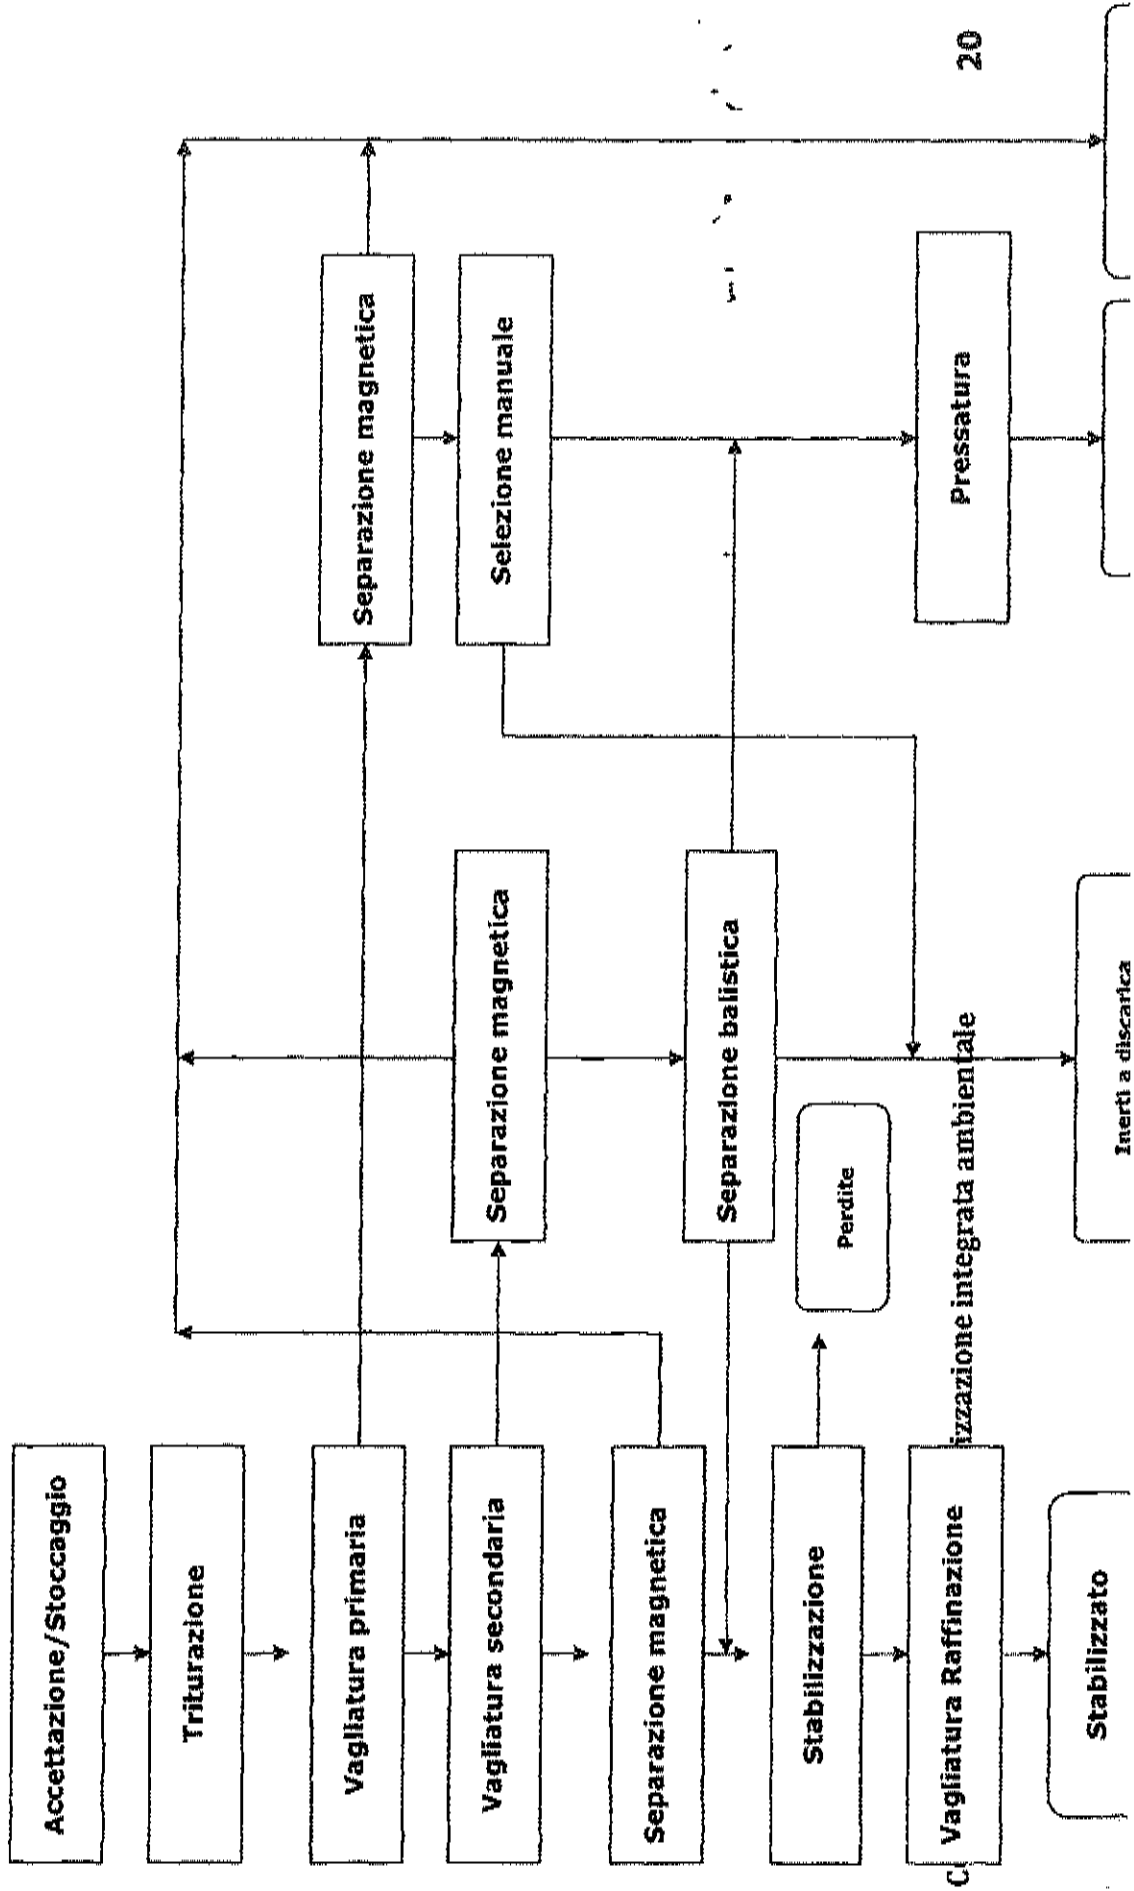 Accettazione/Stoccaggio
Triturazione
Vagliatura primaria
Separazione magnetica
Vagliatura secondaria
Separazione magnetica
Selezione manuale
Separazione magnetica
Separazione balistica
Stabilizzazione
Perdite
Vagliatura Raffinazione
Pressatura
izzazione integrata ambientale
20
Stabilizzato
Inerti a discarica